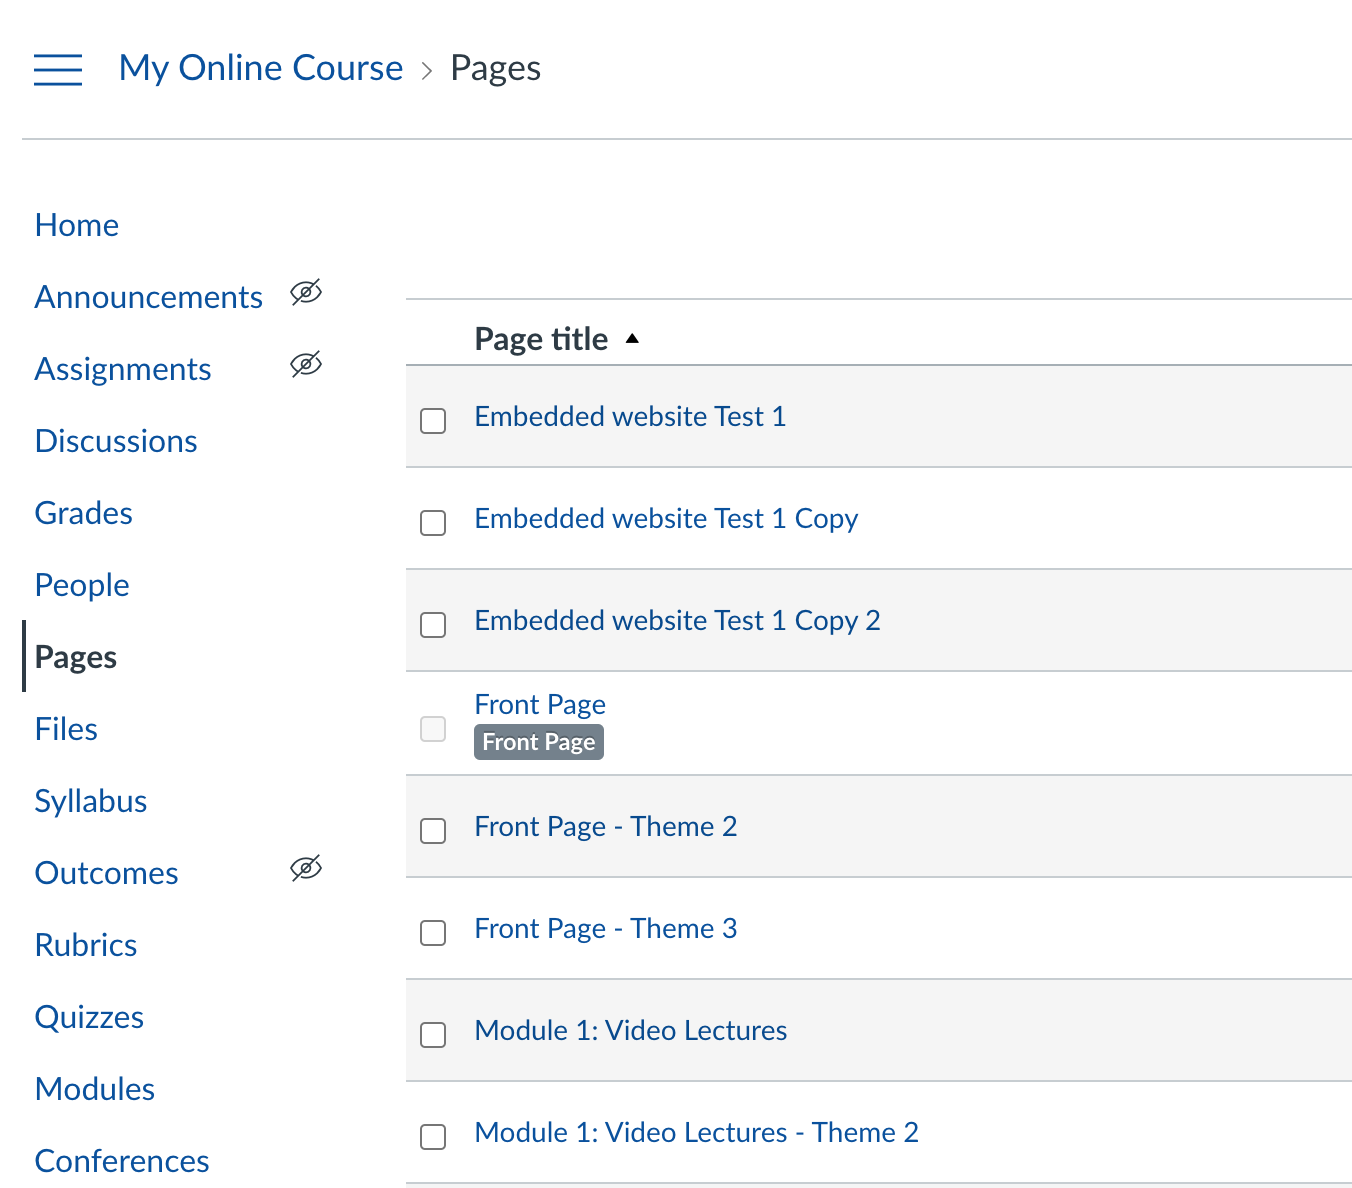 My Online Course > Pages
Home
Announcements
Assignments
Discussions
Grades
People
Pages
Files
Syllabus
Outcomes
Rubrics
Quizzes
Modules
Conferences
Page title
Embedded website Test 1
Embedded website Test 1 Copy
Embedded website Test 1 Copy 2
Front Page
Front Page
Front Page - Theme 2
Front Page - Theme 3
Module 1: Video Lectures
Module 1: Video Lectures - Theme 2